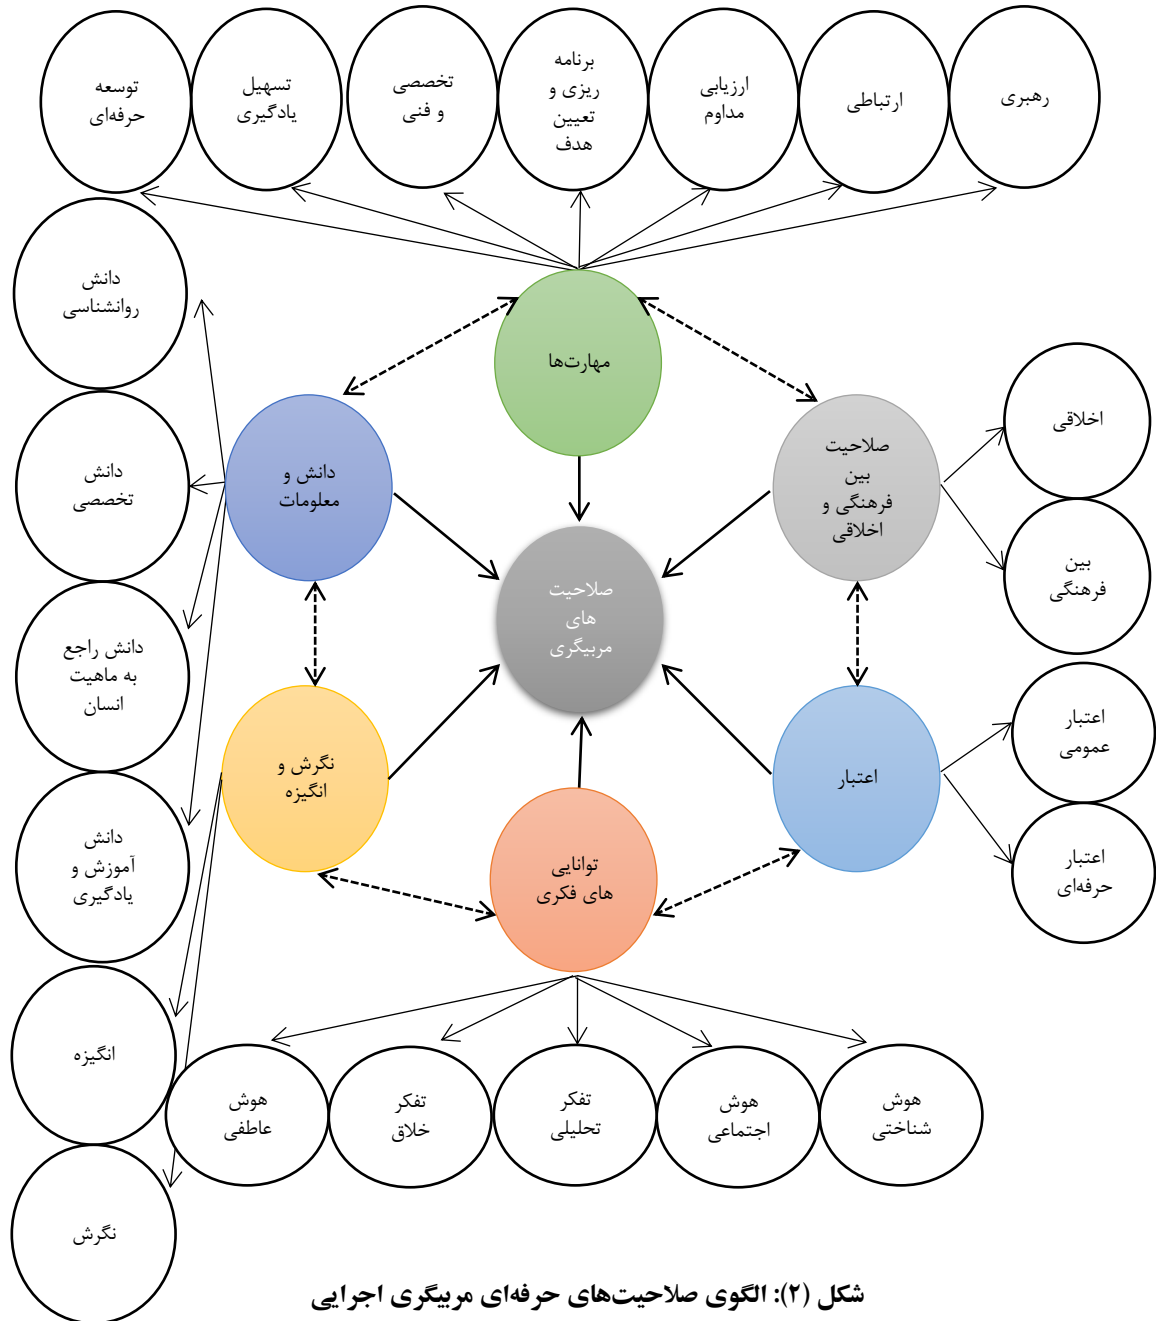 رهبری
ارتباطی
ارزیابی
مداوم
برنامه
ریزی و
تعیین
هدف
تخصصی
و فنی
تسهیل
یادگیری
توسعه
حرفه‌ای
مهارت‌ها
صلاحیت
بین
فرهنگی و
اخلاقی
اخلاقی
بین
فرهنگی
دانش و
معلومات
دانش
روانشناسی
دانش
تخصصی
دانش راجع
به ماهیت
انسان
دانش
آموزش و
یادگیری
صلاحیت
های
مربیگری
اعتبار
اعتبار
عمومی
اعتبار
حرفه‌ای
نگرش و
انگیزه
انگیزه
نگرش
توانایی
های فکری
هوش
شناختی
هوش
اجتماعی
تفکر
تحلیلی
تفکر
خلاق
هوش
عاطفی
شکل (۲): الگوی صلاحیت‌های حرفه‌ای مربیگری اجرایی